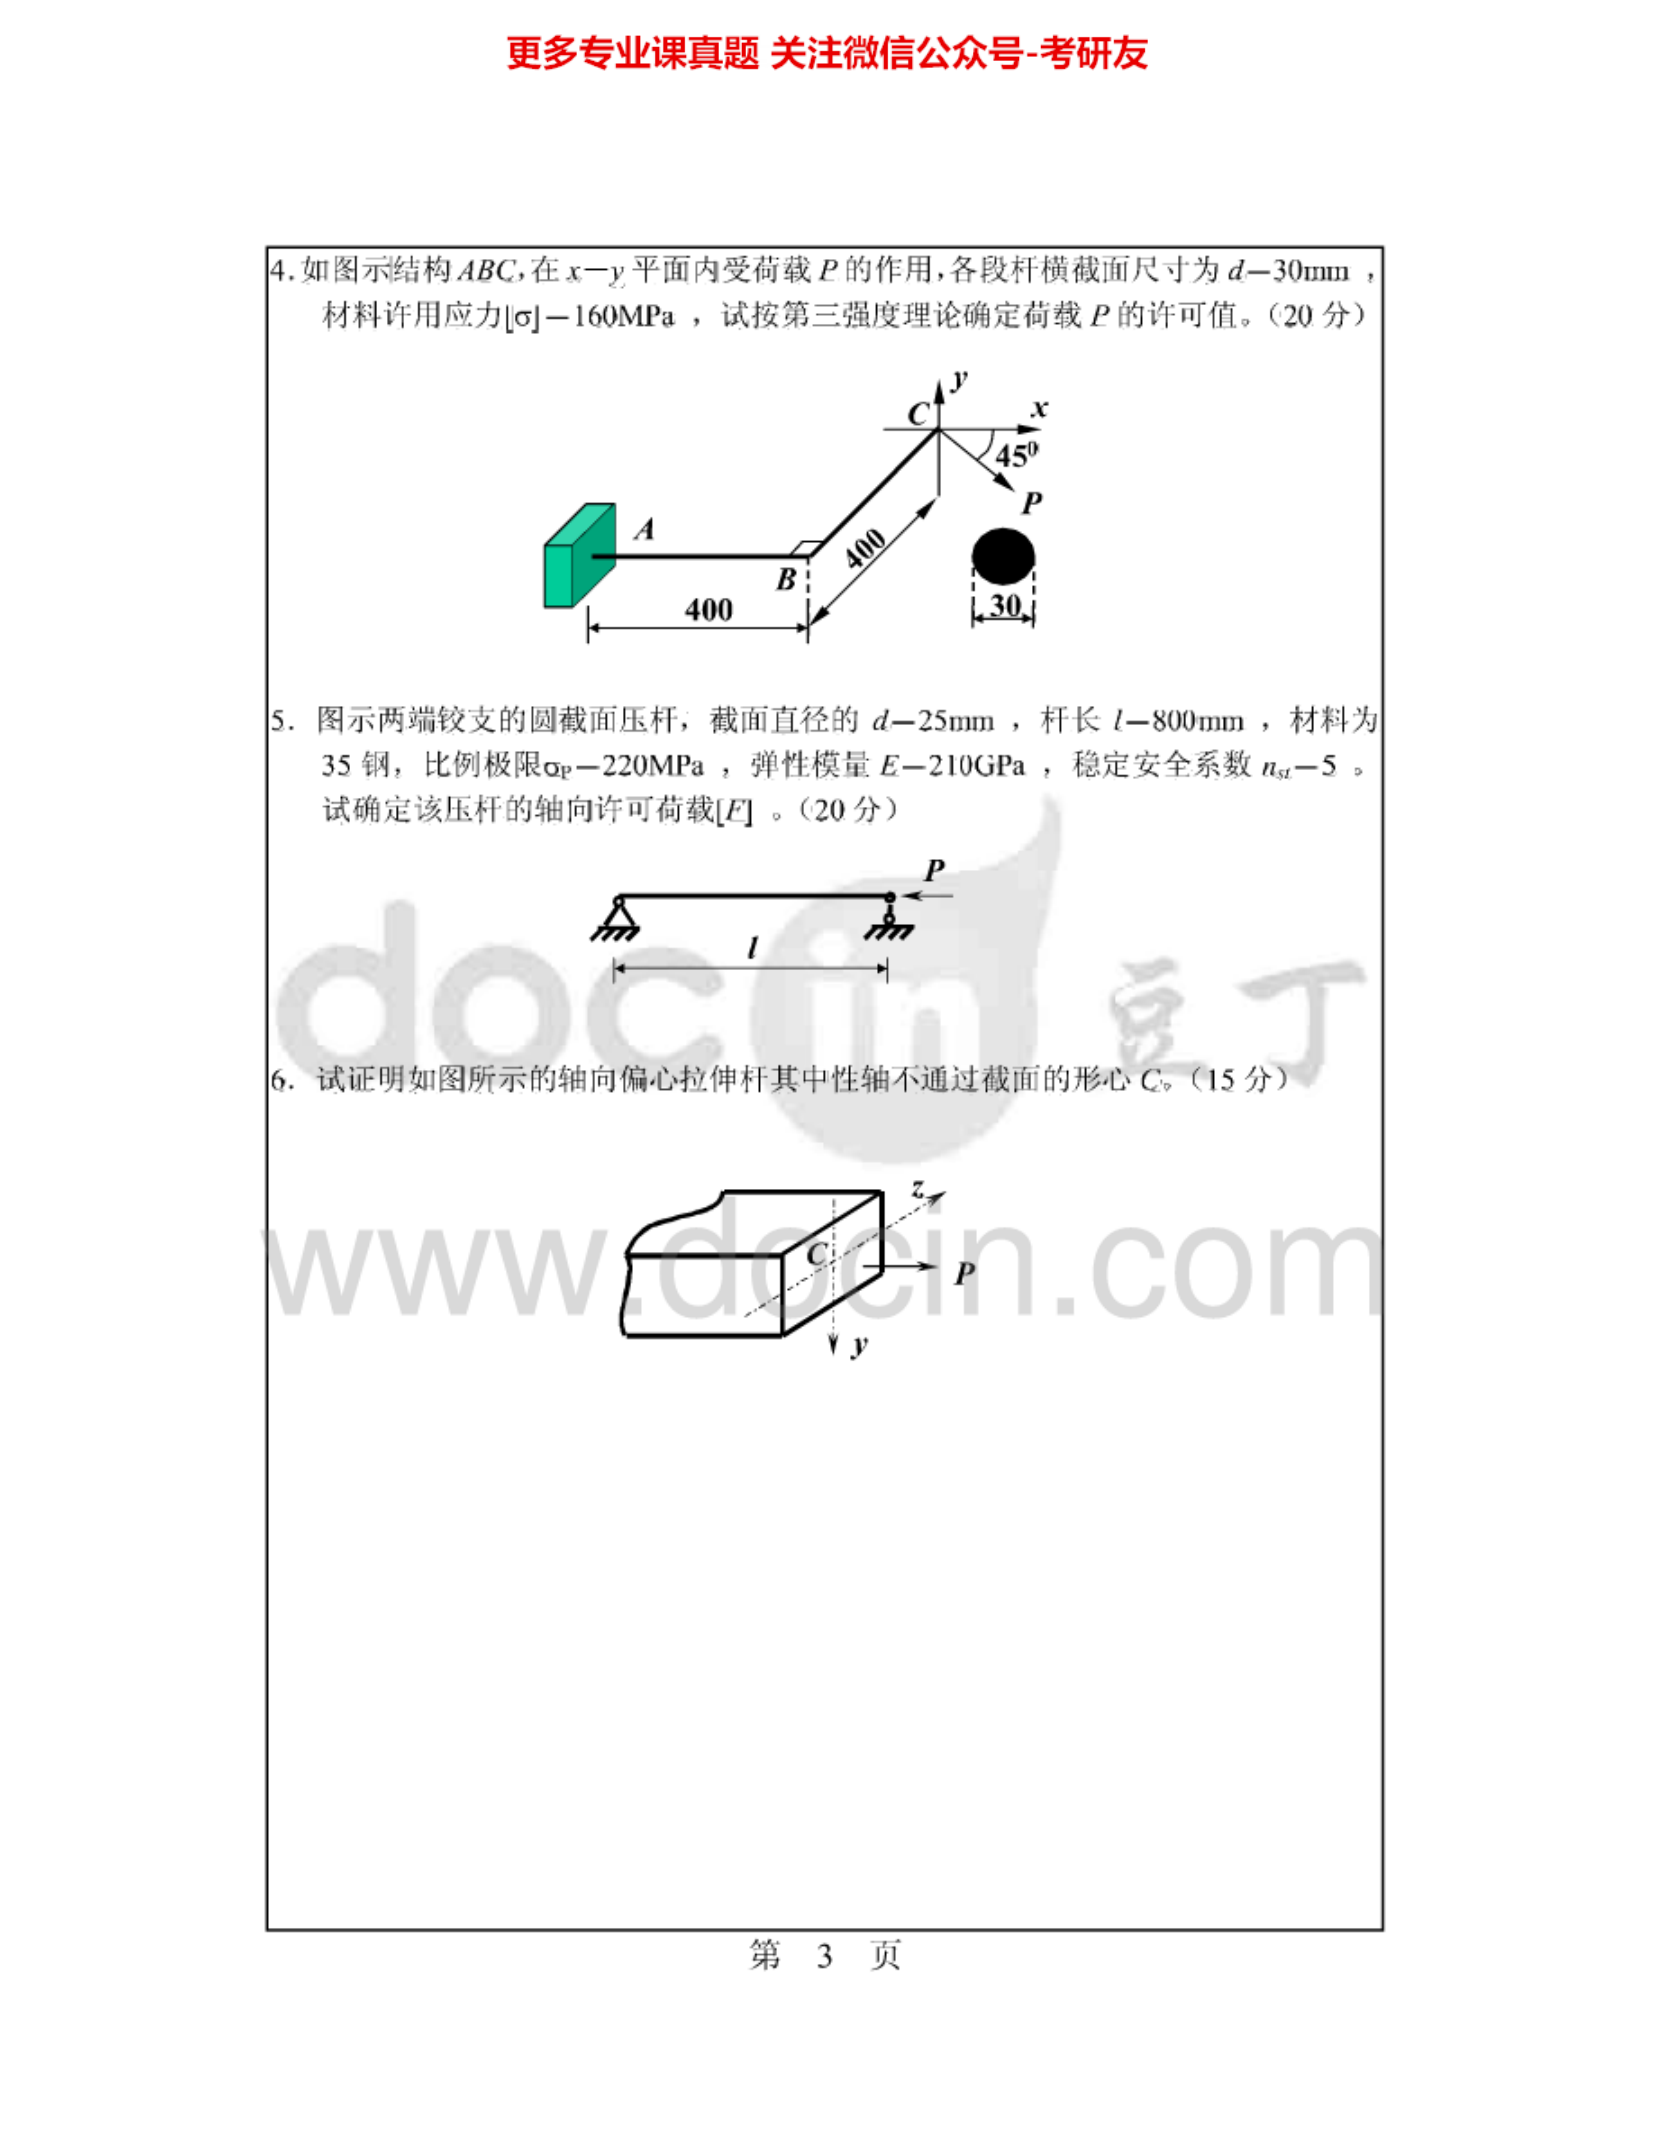 更多专业课真题 关注微信公众号-考研友
4.如图示结构ABC,在x—y平面内受荷载P的作用,各段杆横截面尺寸为d—30mm ,
材料许用应力[σ]—160MPa ,试按第三强度理论确定荷载P的许可值。(20分)
y
C
x
45⁰
P
A
B
400
400
30
5. 图示两端铰支的圆截面压杆,截面直径的 d—25mm ,杆长 l—800mm ,材料为
35钢,比例极限σP—220MPa ,弹性模量E—210GPa ,稳定安全系数nst—5 。
试确定该压杆的轴向许可荷载[F] 。(20分)
P
l
docin 豆丁
6. 试证明如图所示的轴向偏心拉伸杆其中性轴不通过截面的形心C。(15分)
z
C
P
y
www.docin.com
第 3 页